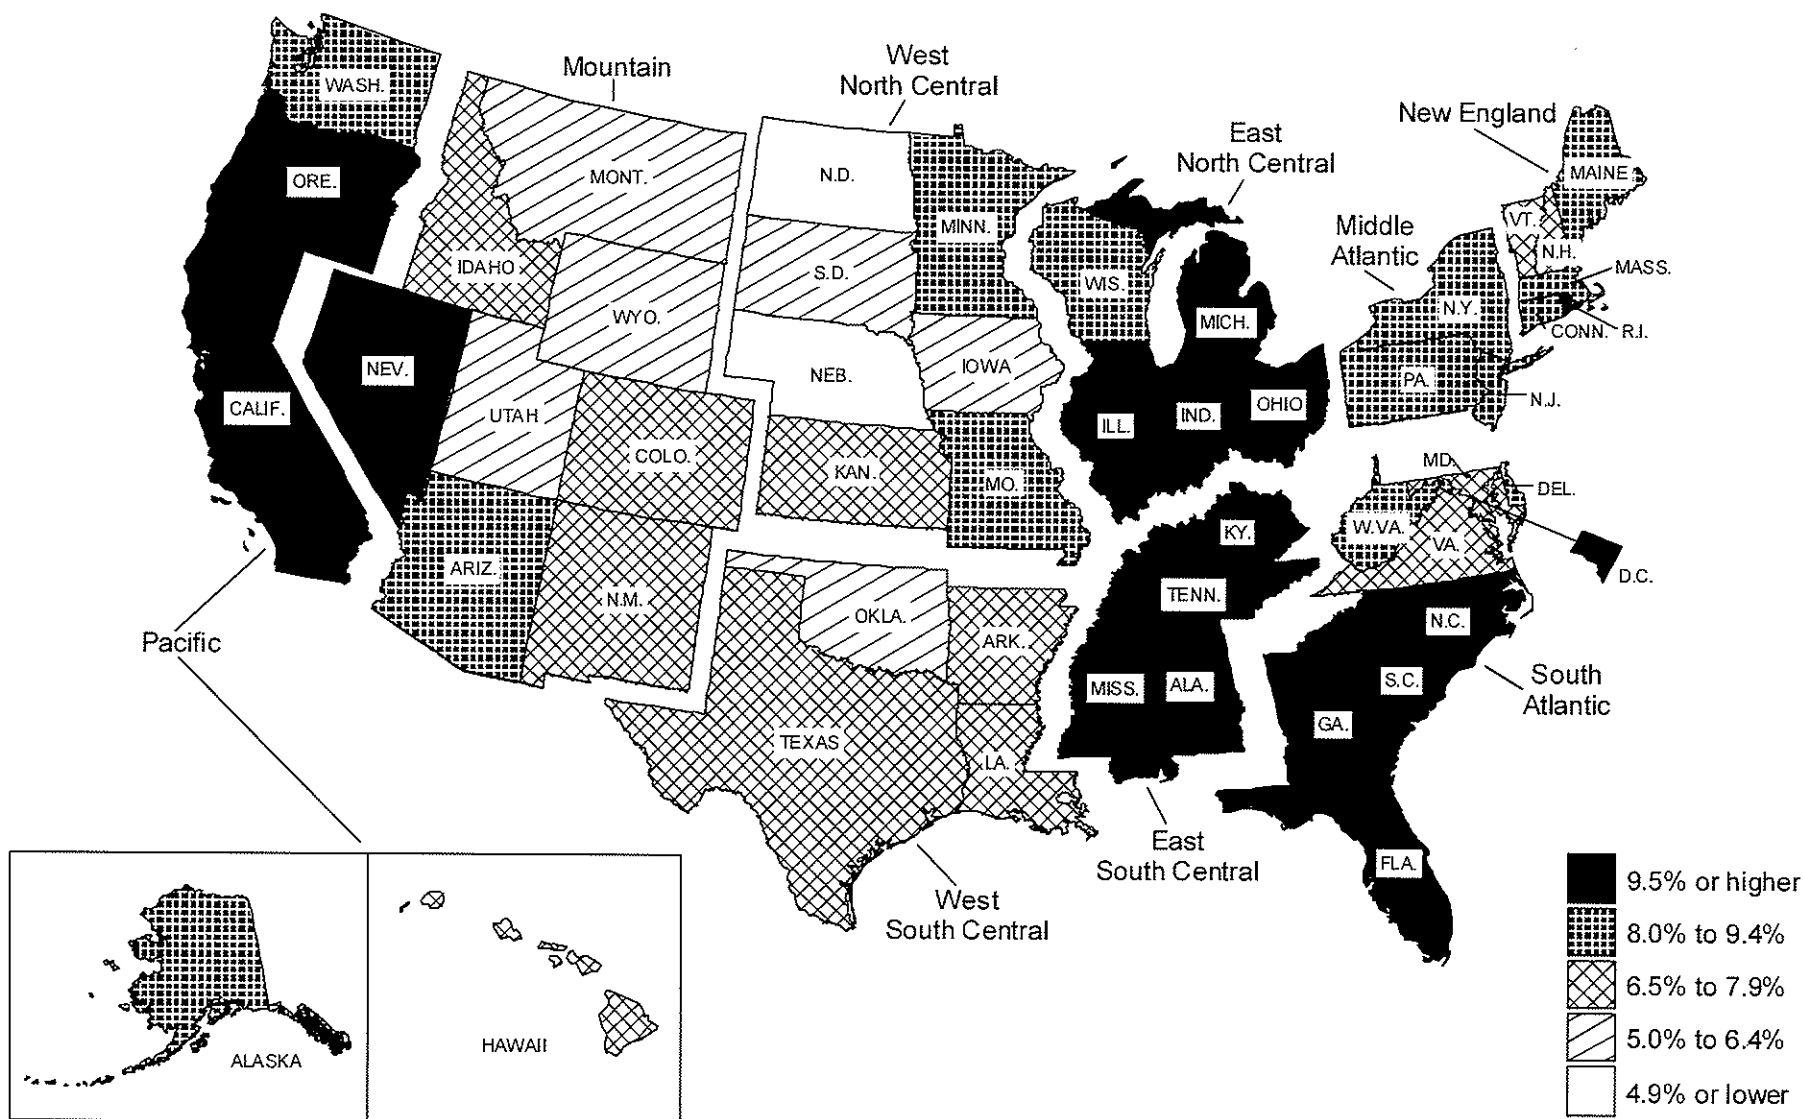 West
North Central
Mountain
New England
East
North Central
WASH.
ORE.
MONT.
N.D.
MAINE
MINN.
VT.
N.H.
Middle
Atlantic
IDAHO
S.D.
WIS.
MASS.
WYO.
MICH.
N.Y.
CONN.
R.I.
NEV.
NEB.
IOWA
PA.
CALIF.
UTAH
ILL.
IND.
OHIO
N.J.
COLO.
KAN.
MO.
MD.
DEL.
W.VA.
VA.
KY.
D.C.
ARIZ.
N.M.
OKLA.
ARK.
TENN.
N.C.
Pacific
MISS.
ALA.
S.C.
South
Atlantic
GA.
TEXAS
LA.
East
South Central
FLA.
West
South Central
ALASKA
HAWAII
9.5% or higher
8.0% to 9.4%
6.5% to 7.9%
5.0% to 6.4%
4.9% or lower